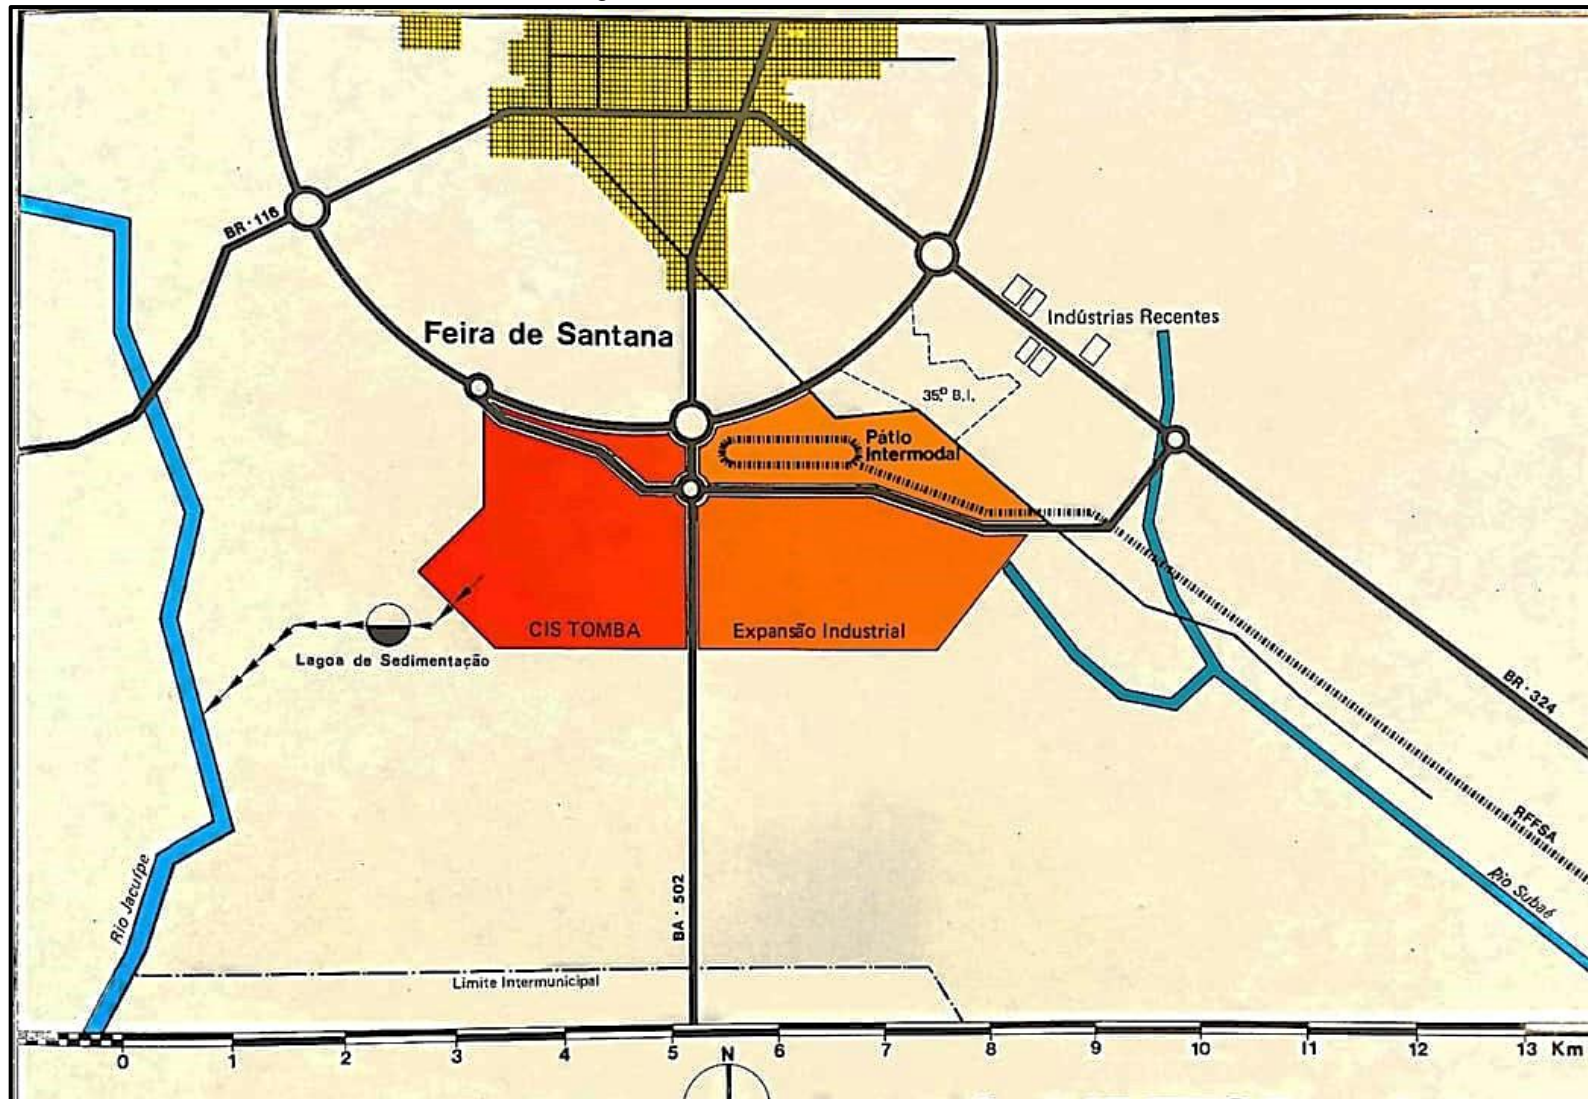 BR·116
Feira de Santana
Indústrias Recentes
35º B.I.
Pátio
Intermodal
CIS TOMBA
Expansão Industrial
Lagoa de Sedimentação
BR·324
RFFSA
Rio Subaé
Rio Jacuípe
BA·502
Limite Intermunicipal
0 1 2 3 4 5 6 7 8 9 10 11 12 13 Km
N